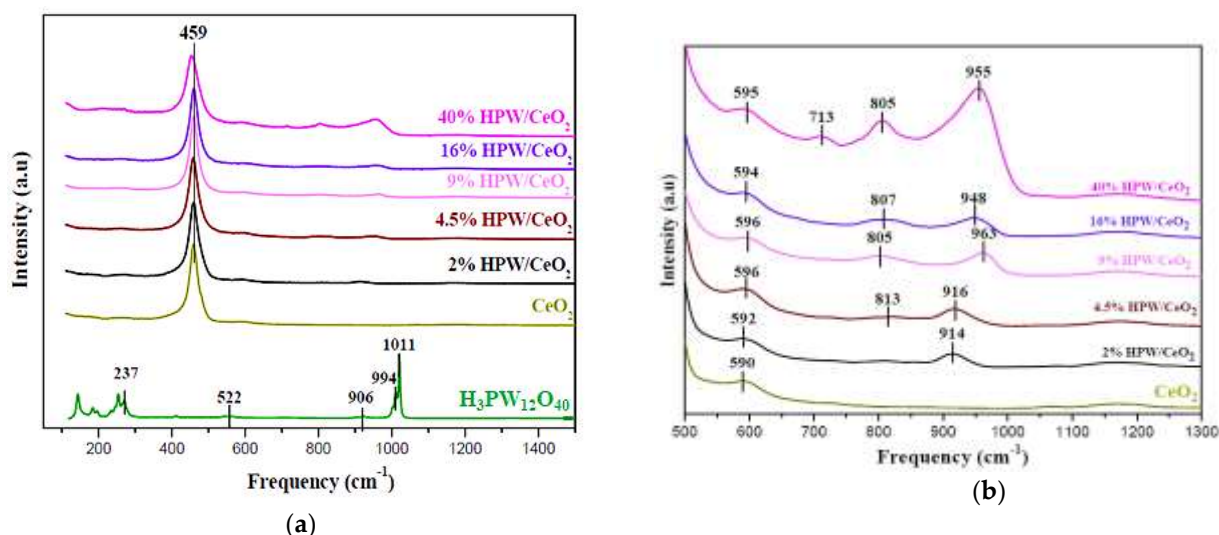 459
40% HPW/CeO₂
16% HPW/CeO₂
9% HPW/CeO₂
4.5% HPW/CeO₂
2% HPW/CeO₂
CeO₂
1011
994
237
522
906
H₃PW₁₂O₄₀
200 400 600 800 1000 1200 1400
Intensity (a.u)
Frequency (cm⁻¹)
(a)
955
595
713
805
40% HPW/CeO₂
594
807
948
16% HPW/CeO₂
596
805
963
9% HPW/CeO₂
596
813
916
4.5% HPW/CeO₂
592
914
2% HPW/CeO₂
590
CeO₂
500 600 700 800 900 1000 1100 1200 1300
Intensity (a.u)
Frequency (cm⁻¹)
(b)